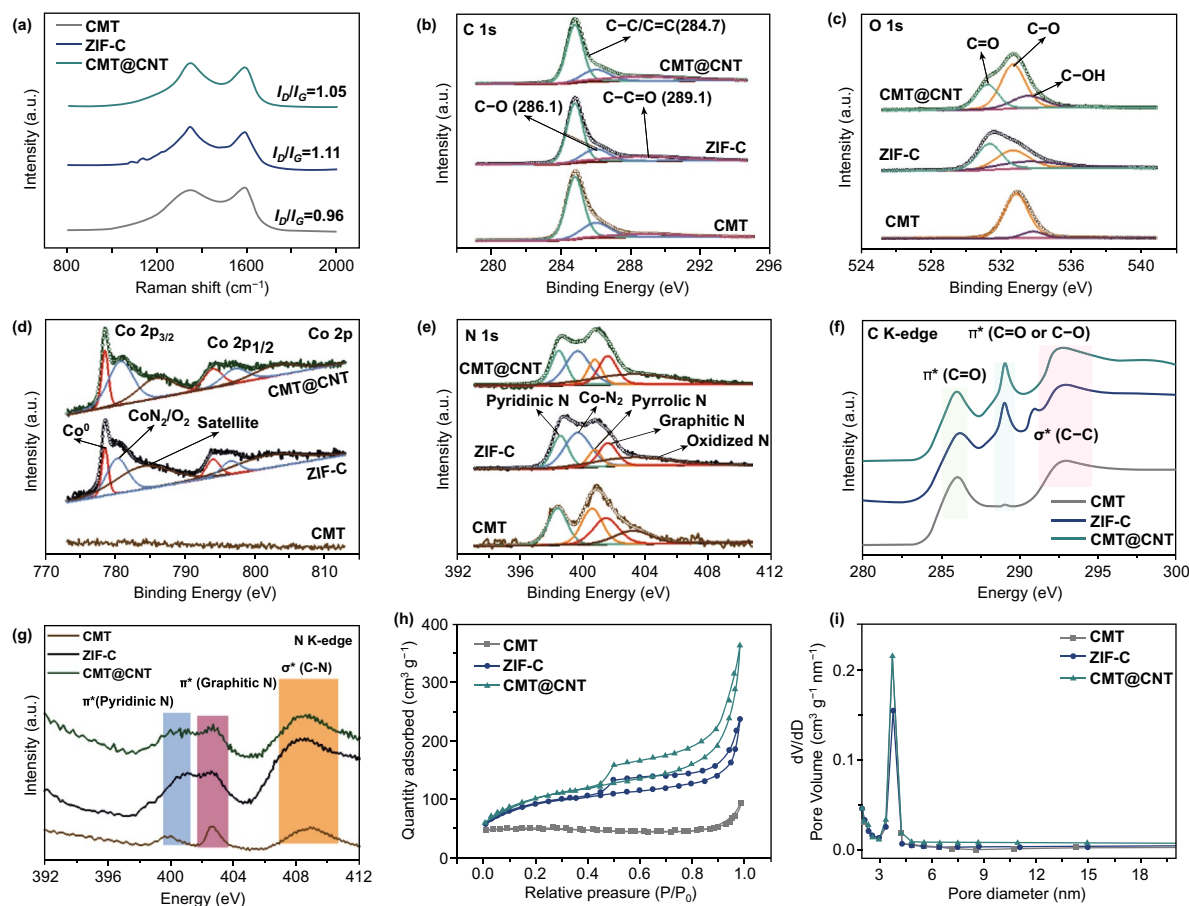 (a)
CMT
ZIF-C
CMT@CNT
I_D/I_G=1.05
I_D/I_G=1.11
I_D/I_G=0.96
Intensity (a.u.)
800 1200 1600 2000
Raman shift (cm⁻¹)
(b)
C 1s
C−C/C=C(284.7)
CMT@CNT
C−O (286.1)
C−C=O (289.1)
ZIF-C
CMT
Intensity (a.u.)
280 284 288 292 296
Binding Energy (eV)
(c)
O 1s
C=O
C−O
C−OH
CMT@CNT
ZIF-C
CMT
Intensity (a.u.)
524 528 532 536 540
Binding Energy (eV)
(d)
Co 2p3/2
Co 2p1/2
Co 2p
CMT@CNT
CoN₂/O₂
Co⁰
Satellite
ZIF-C
CMT
Intensity (a.u.)
770 780 790 800 810
Binding Energy (eV)
(e)
N 1s
CMT@CNT
Pyridinic N
Co-N₂
Pyrrolic N
Graphitic N
Oxidized N
ZIF-C
CMT
Intensity (a.u.)
392 396 400 404 408 412
Binding Energy (eV)
(f)
C K-edge
π* (C=O or C−O)
π* (C=O)
σ* (C−C)
CMT
ZIF-C
CMT@CNT
Intensity (a.u.)
280 285 290 295 300
Energy (eV)
(g)
CMT
ZIF-C
CMT@CNT
N K-edge
σ* (C-N)
π* (Graphitic N)
π*(Pyridinic N)
Intensity (a.u.)
392 396 400 404 408 412
Energy (eV)
(h)
CMT
ZIF-C
CMT@CNT
Quantity adsorbed (cm³ g⁻¹)
400
350
300
250
200
150
100
50
0
0.0 0.2 0.4 0.6 0.8 1.0
Relative preasure (P/P₀)
(i)
CMT
ZIF-C
CMT@CNT
dV/dD
Pore Volume (cm³ g⁻¹ nm⁻¹)
0.2
0.1
0.0
3 6 9 12 15 18
Pore diameter (nm)